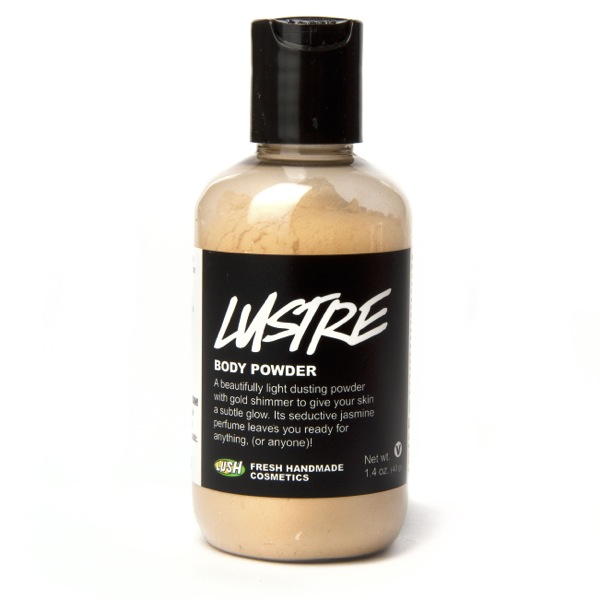 LUSTRE
BODY POWDER
A beautifully light dusting powder
with gold shimmer to give your skin
a subtle glow. Its seductive jasmine
perfume leaves you ready for
anything, (or anyone)!
LUSH
FRESH HANDMADE
COSMETICS
Net wt. V
1.4 oz.